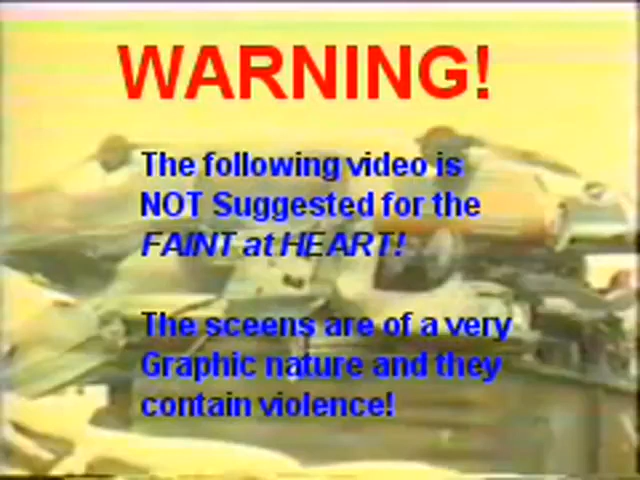 WARNING!
The following video is
NOT Suggested for the
FAINT at HEART!
The sceens are of a very
Graphic nature and they
contain violence!